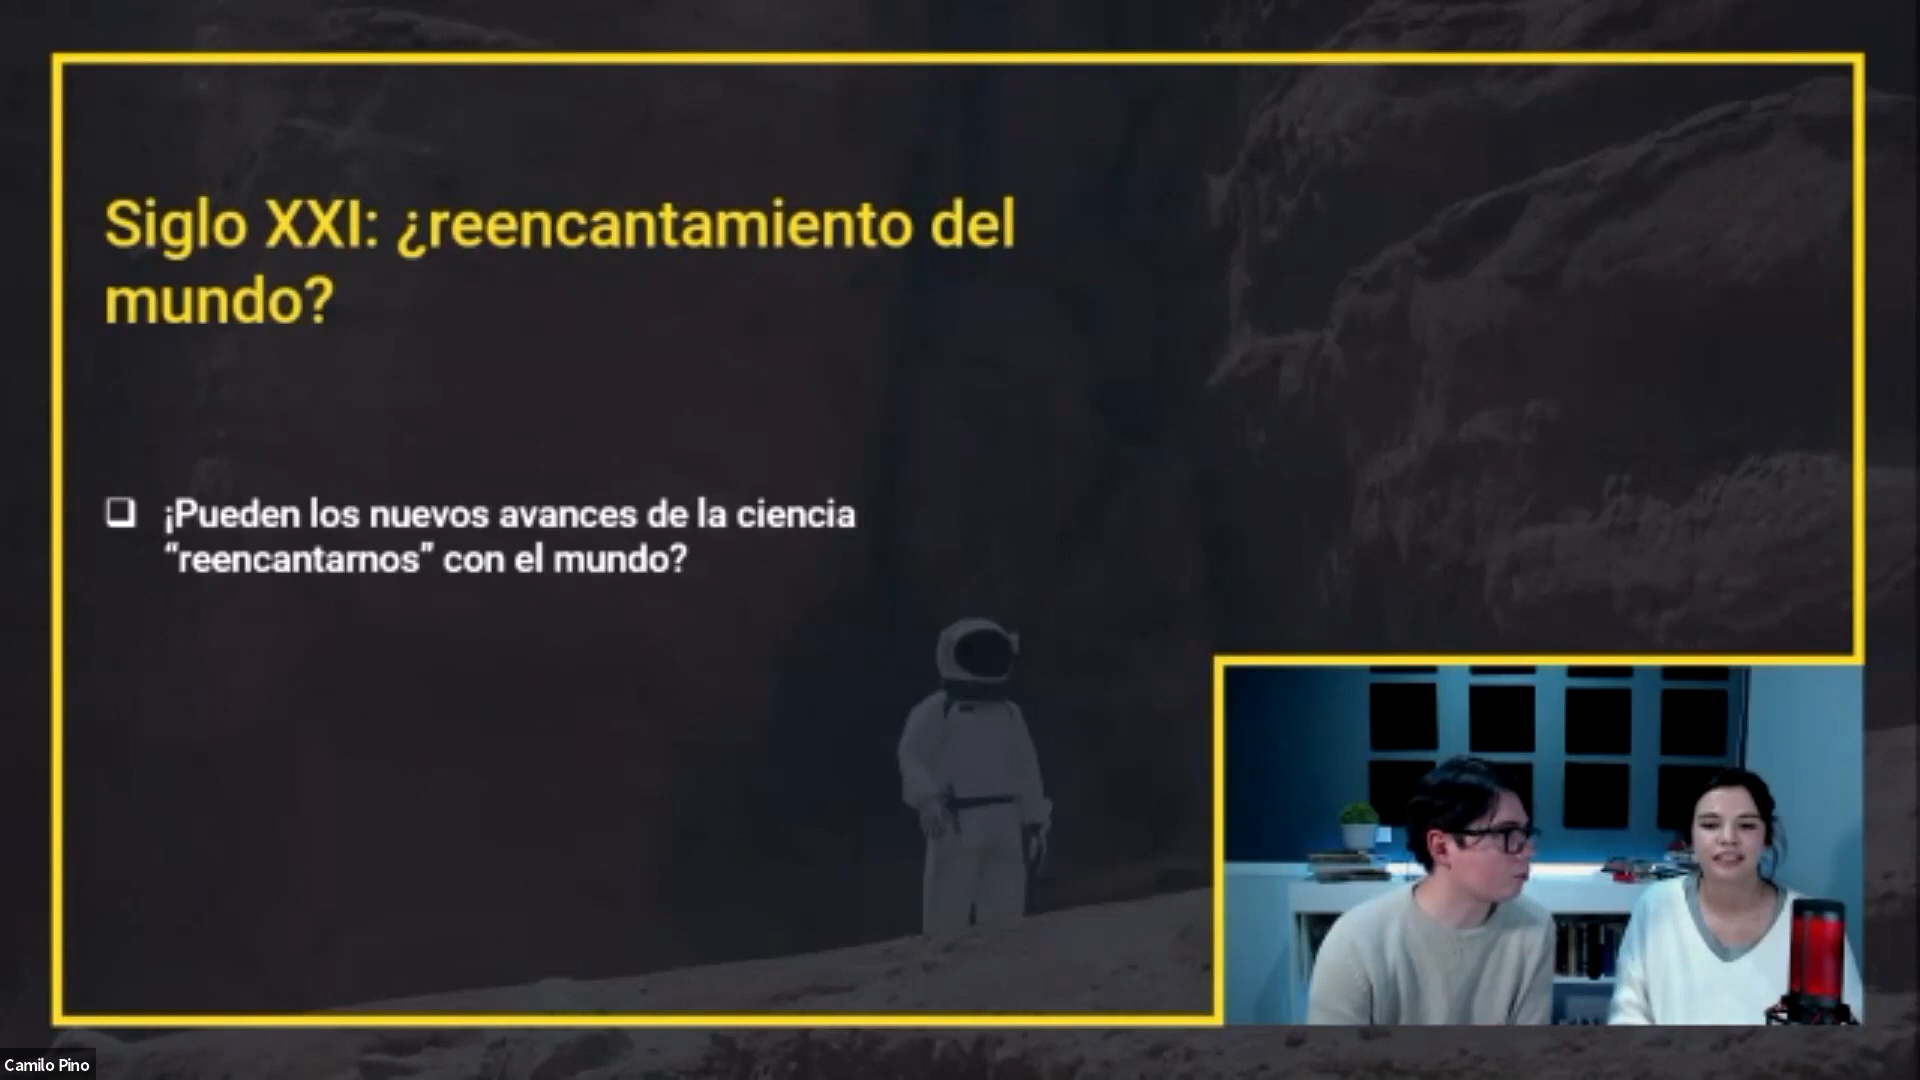 Siglo XXI: ¿reencantamiento del
mundo?
❏ ¡Pueden los nuevos avances de la ciencia
“reencantarnos” con el mundo?
Camilo Pino